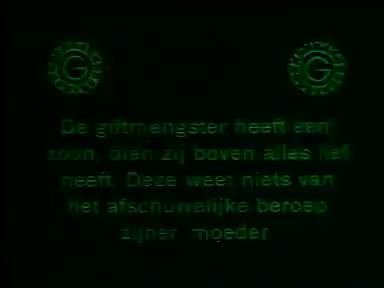 G G
De giftmengster heeft een
zoon, dien zij boven alles lief
heeft. Deze weet niets van
het afschuwelijke beroep
zijner moeder